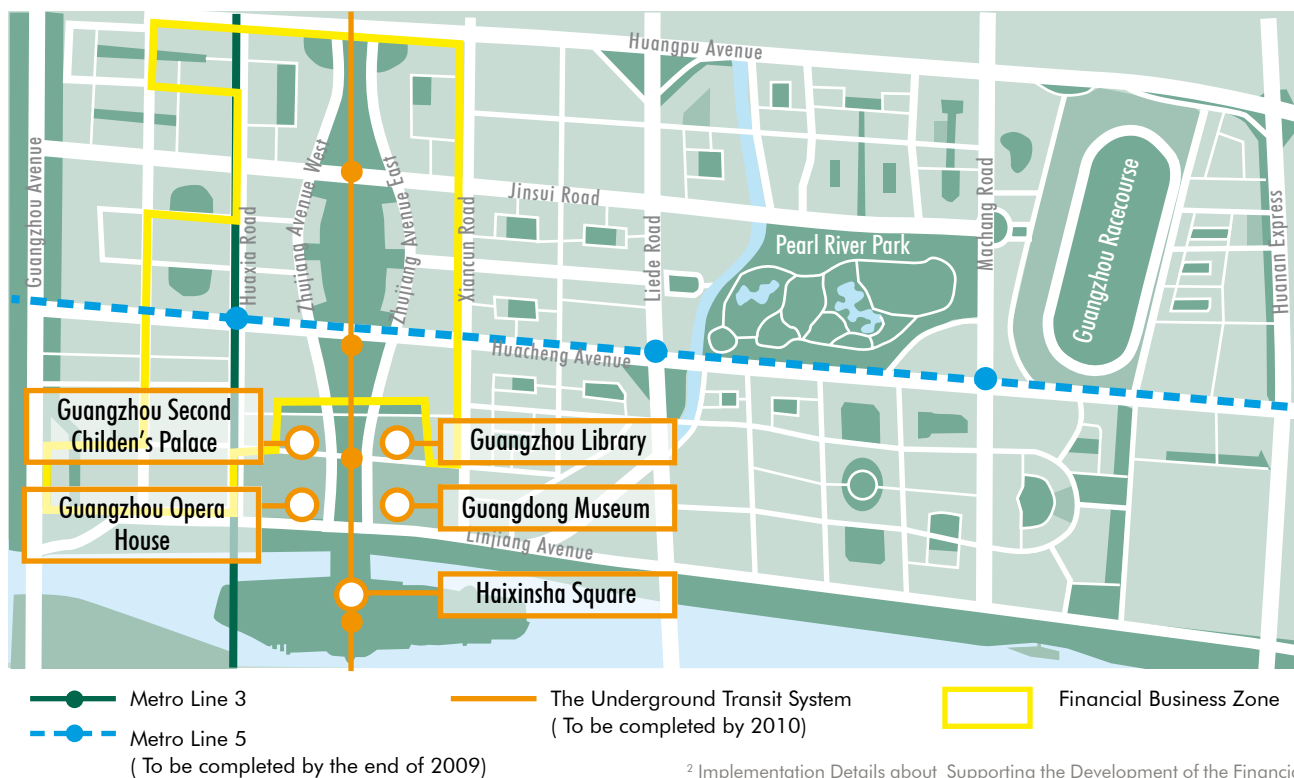 Huangpu Avenue
Guangzhou Avenue
Huaxia Road
Zhujiang Avenue West
Zhujiang Avenue East
Xiancun Road
Jinsui Road
Liede Road
Pearl River Park
Machang Road
Guangzhou Racecourse
Huanan Express
Huacheng Avenue
Guangzhou Second
Childen's Palace
Guangzhou Library
Guangzhou Opera
House
Guangdong Museum
Linjiang Avenue
Haixinsha Square
Metro Line 3
Metro Line 5
( To be completed by the end of 2009)
The Underground Transit System
( To be completed by 2010)
Financial Business Zone
2 Implementation Details about Supporting the Development of the Financia